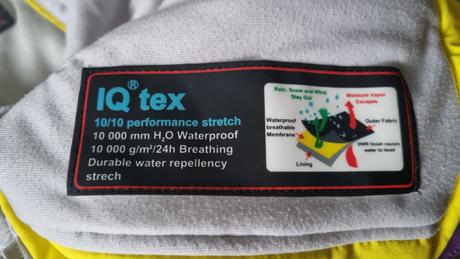 IQ® tex
10/10 performance stretch
10 000 mm H₂O Waterproof
10 000 g/m²/24h Breathing
Durable water repellency
strech
Rain, Snow and Wind
Stay Out
Moisture Vapor
Escapes
Waterproof
breathable
Membrane
Outer Fabric
DWR finish causes
water to bead
Lining